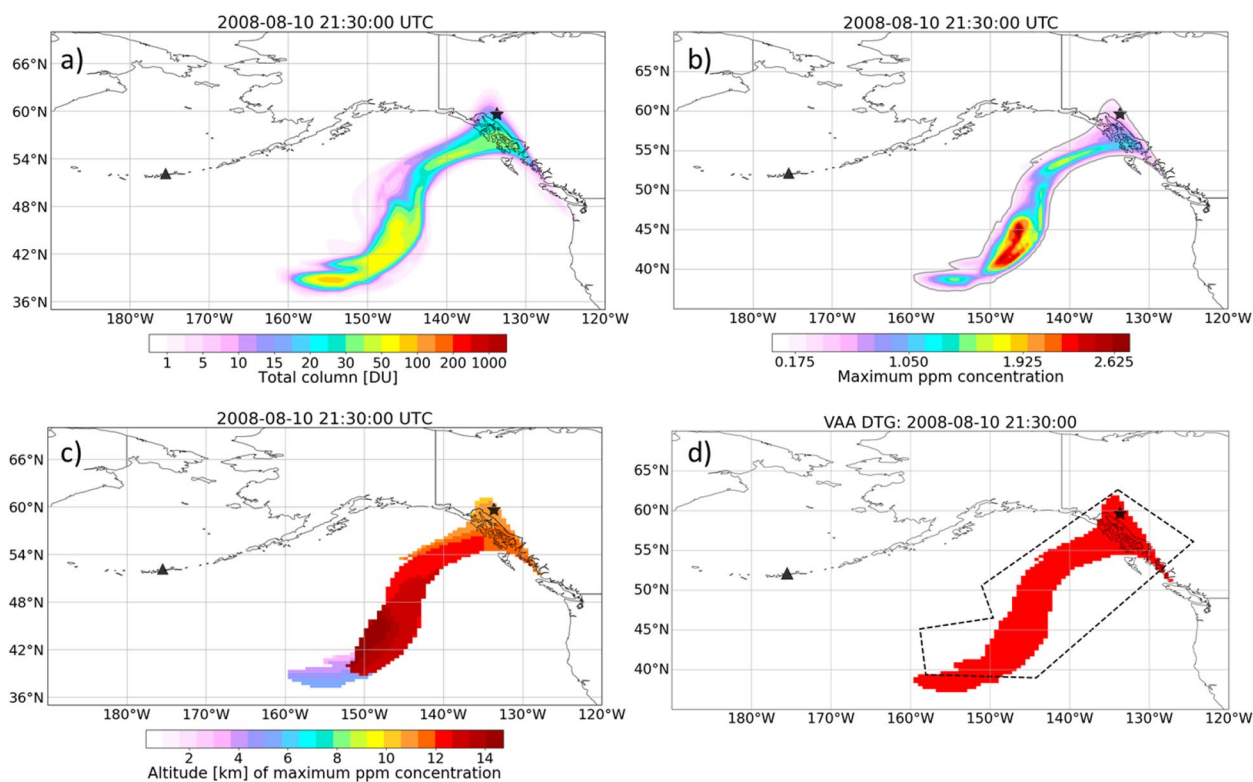 2008-08-10 21:30:00 UTC
a)
66°N
60°N
54°N
48°N
42°N
36°N
180°W 170°W 160°W 150°W 140°W 130°W 120°W
1 5 10 15 20 30 50 100 200 1000
Total column [DU]
2008-08-10 21:30:00 UTC
b)
65°N
60°N
55°N
50°N
45°N
40°N
180°W 170°W 160°W 150°W 140°W 130°W 120°W
0.175 1.050 1.925 2.625
Maximum ppm concentration
2008-08-10 21:30:00 UTC
c)
66°N
60°N
54°N
48°N
42°N
36°N
180°W 170°W 160°W 150°W 140°W 130°W 120°W
2 4 6 8 10 12 14
Altitude [km] of maximum ppm concentration
VAA DTG: 2008-08-10 21:30:00
d)
65°N
60°N
55°N
50°N
45°N
40°N
180°W 170°W 160°W 150°W 140°W 130°W 120°W